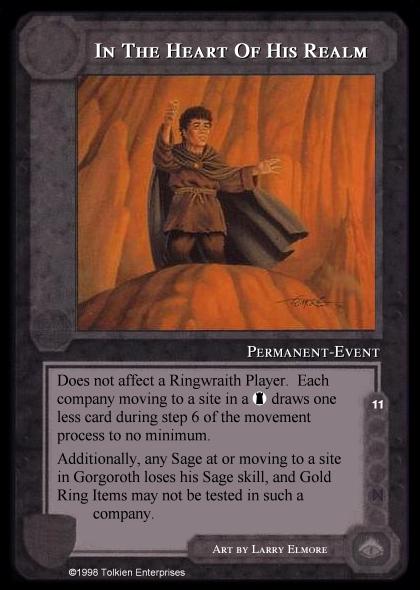 In The Heart Of His Realm
Permanent-Event
Does not affect a Ringwraith Player. Each
company moving to a site in a draws one
less card during step 6 of the movement
process to no minimum.
11
Additionally, any Sage at or moving to a site
in Gorgoroth loses his Sage skill, and Gold
Ring Items may not be tested in such a
company.
Art by Larry Elmore
©1998 Tolkien Enterprises